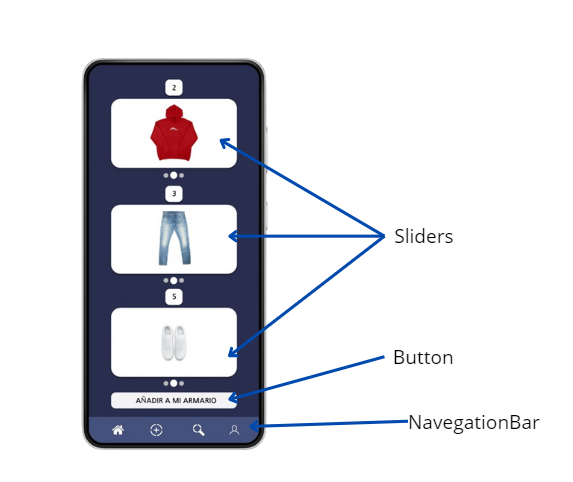 2
3
Sliders
5
Button
AÑADIR A MI ARMARIO
NavegationBar